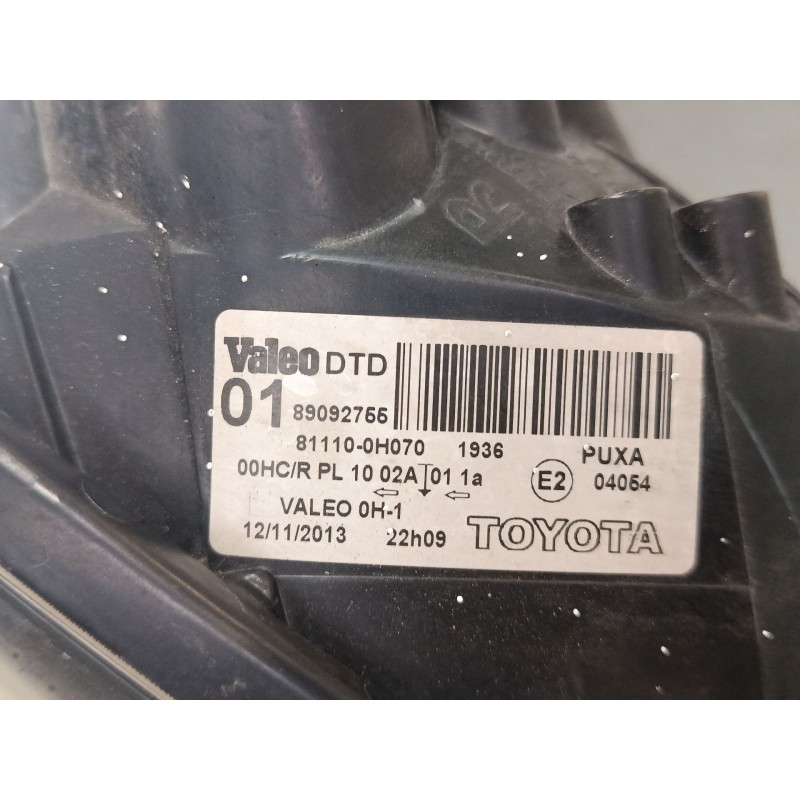 Valeo DTD
01 89092755
81110-0H070 1936 PUXA
00HC/R PL 10 02A 01 1a E2 04054
VALEO 0H-1
12/11/2013 22h09 TOYOTA